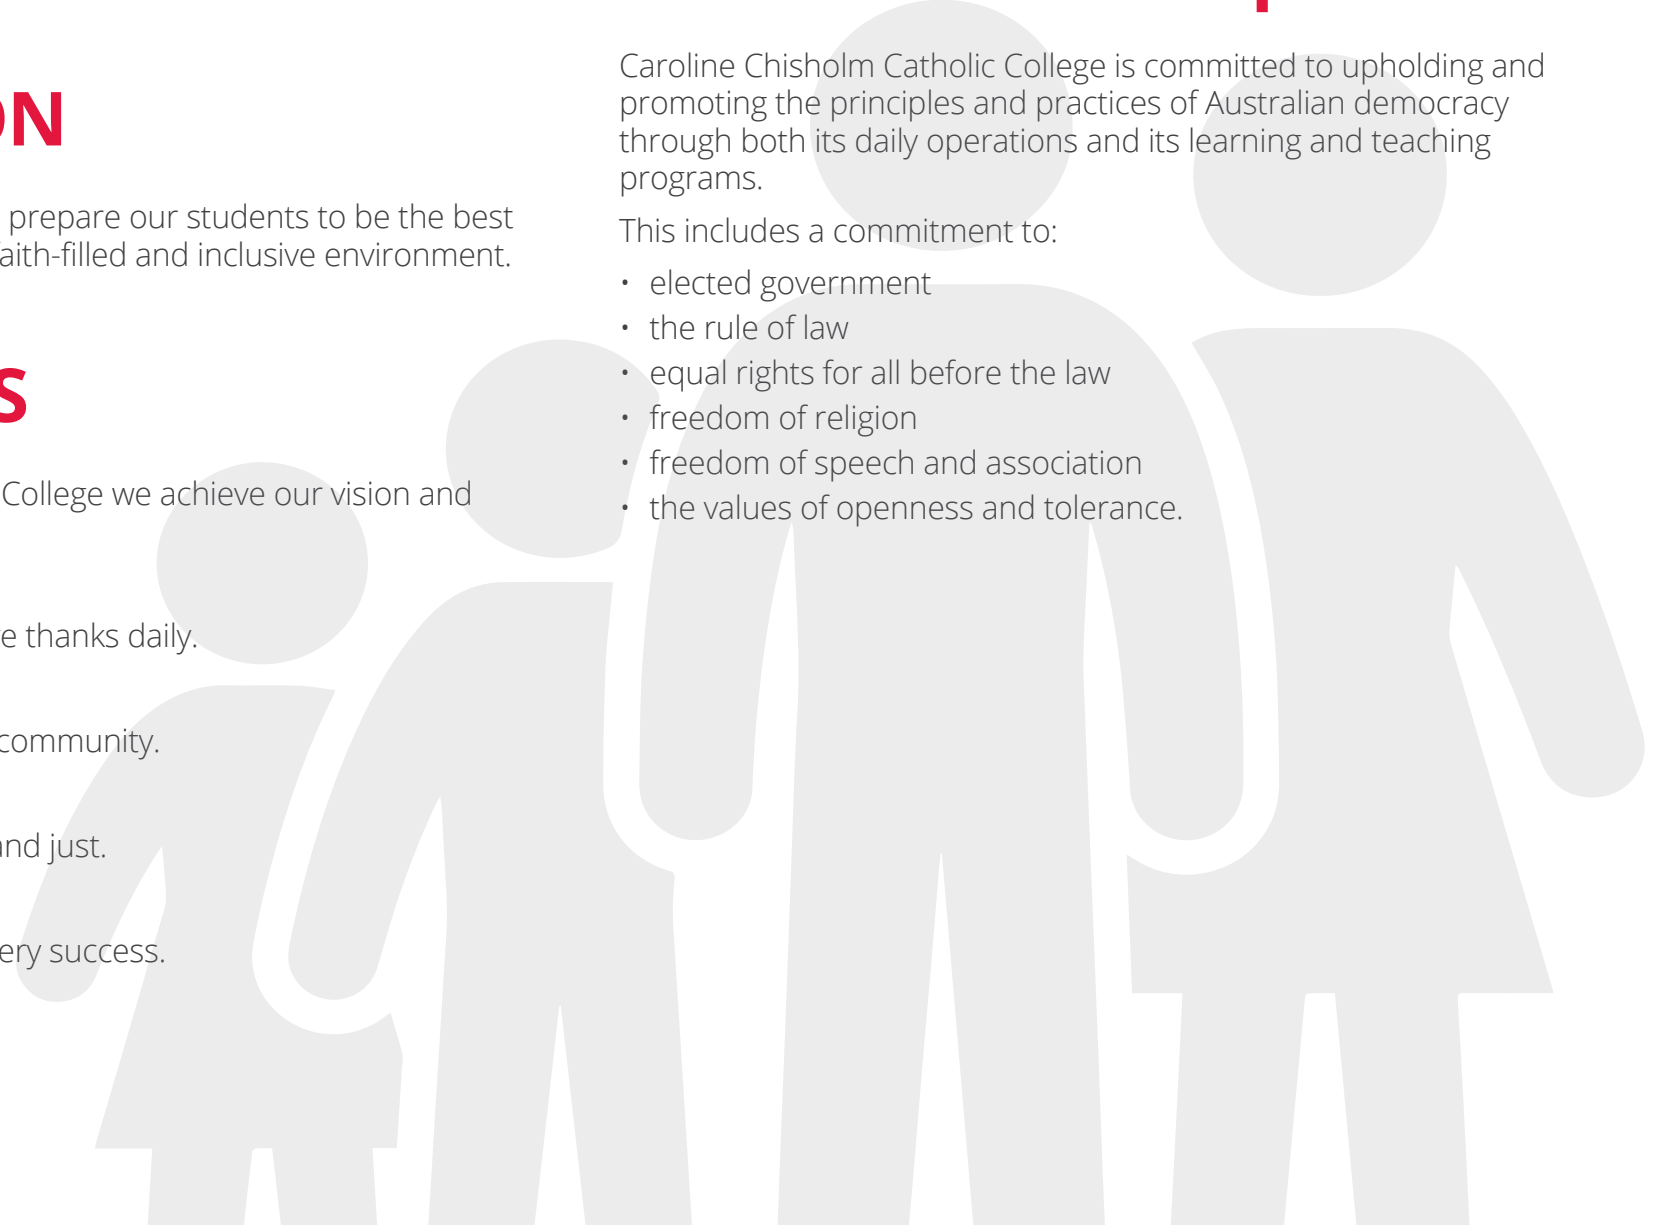 ON
prepare our students to be the best
faith-filled and inclusive environment.
S
College we achieve our vision and
thanks daily.
community.
and just.
success.
Caroline Chisholm Catholic College is committed to upholding and
promoting the principles and practices of Australian democracy
through both its daily operations and its learning and teaching
programs.
This includes a commitment to:
• elected government
• the rule of law
• equal rights for all before the law
• freedom of religion
• freedom of speech and association
• the values of openness and tolerance.